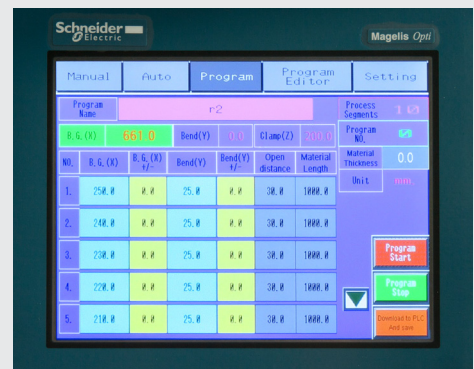 Schneider
Electric
Magelis Opti
Manual Auto Program Program Editor Setting
Program Name r2 Process Segments 10
B.G.(X) 661.0 Bend(Y) 0.0 Clamp(Z) Program NO.
Material Thickness 0.0
NO. B.G.(X) B.G.(X) +/- Bend(Y) Bend(Y) +/- Open distance Material Length Unit mm
1. 250.0 0.0 25.0 0.0 30.0 1000.0
2. 240.0 0.0 25.0 0.0 30.0 1000.0
3. 230.0 0.0 25.0 0.0 30.0 1000.0
Program Start
4. 220.0 0.0 25.0 0.0 30.0 1000.0
Program Stop
5. 210.0 0.0 25.0 0.0 30.0 1000.0
Download to PLC And save